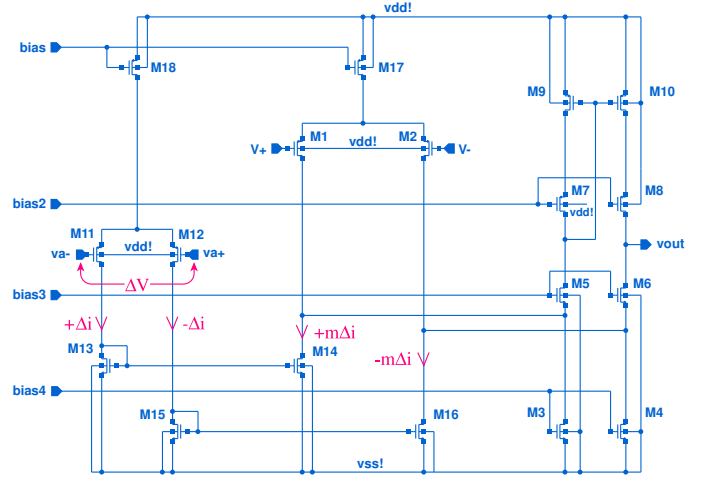 vdd!
bias
M18
M17
M9
M10
M1
vdd!
M2
V+
V-
bias2
M7
M8
vdd!
M11
M12
vdd!
va-
va+
vout
ΔV
bias3
M5
M6
+Δi
-Δi
+mΔi
M13
M14
-mΔi
bias4
M15
M16
M3
M4
vss!